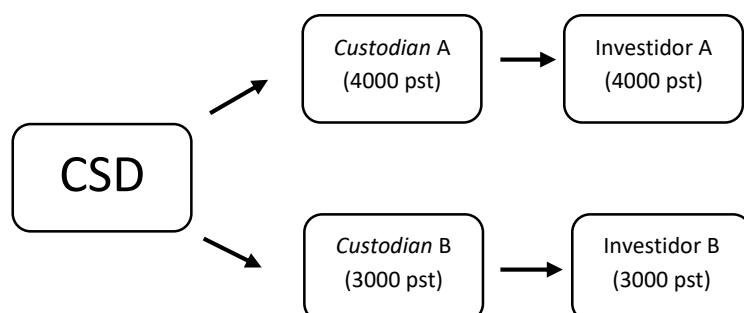 CSD
Custodian A
(4000 pst)
Investidor A
(4000 pst)
Custodian B
(3000 pst)
Investidor B
(3000 pst)